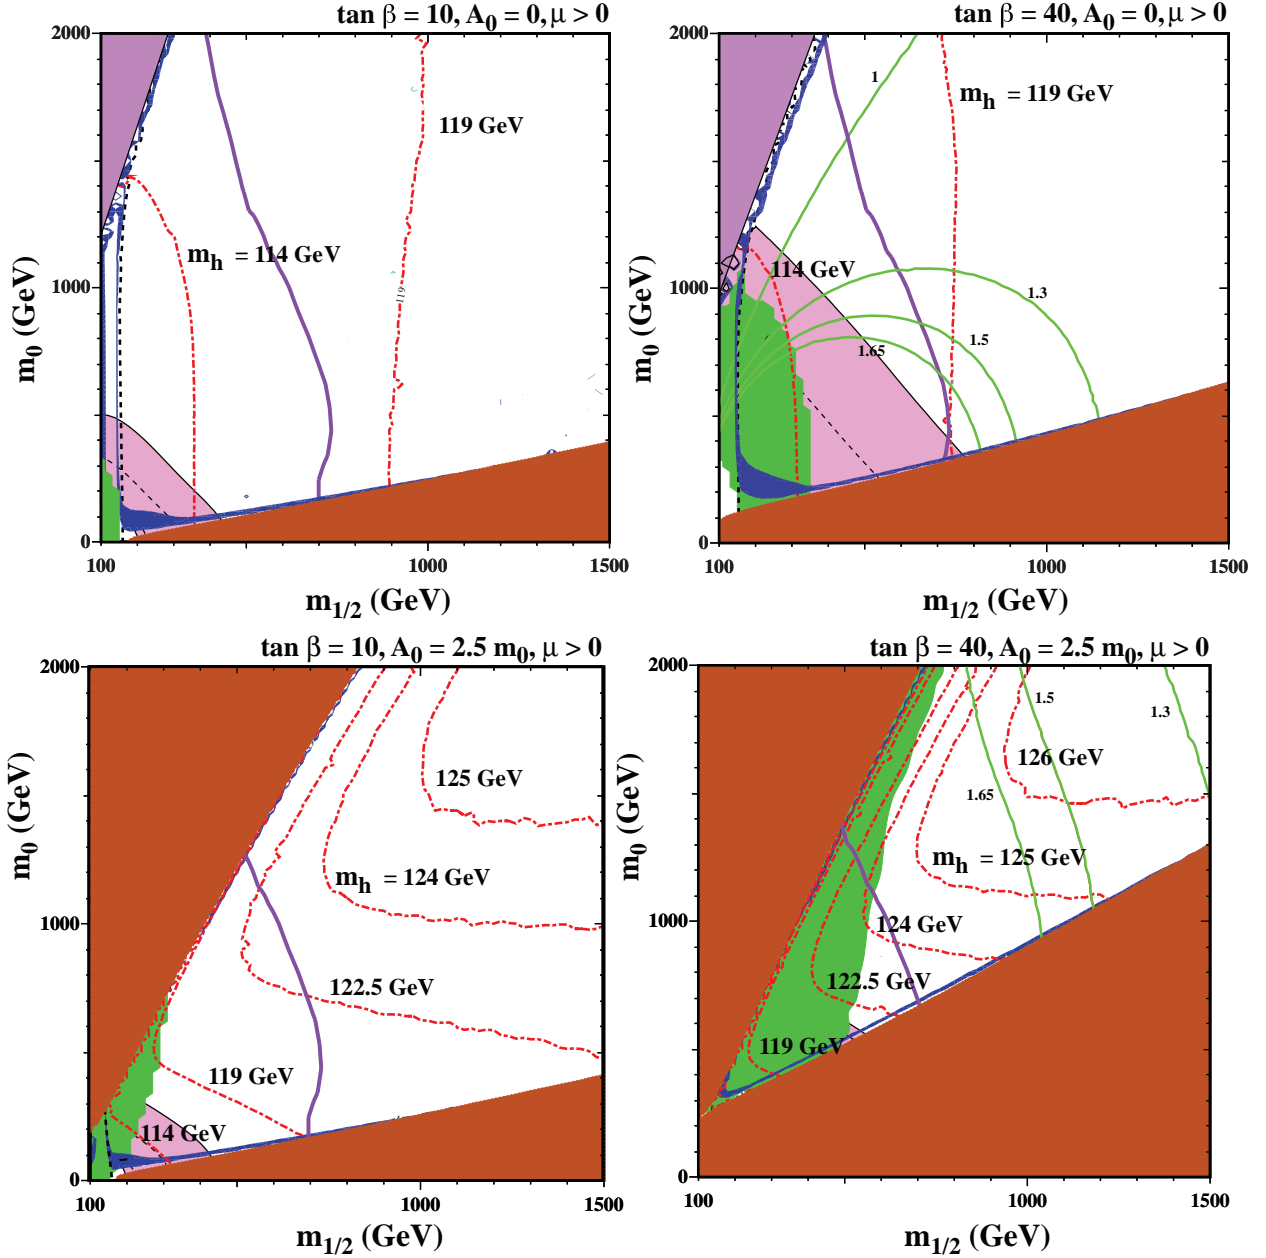 tan β = 10, A0 = 0, μ > 0
2000
1000
0
100
1000
1500
m0 (GeV)
m1/2 (GeV)
119 GeV
mh = 114 GeV
119
tan β = 40, A0 = 0, μ > 0
2000
1000
0
100
1000
1500
m0 (GeV)
m1/2 (GeV)
1
mh = 119 GeV
114 GeV
1.3
1.5
1.65
tan β = 10, A0 = 2.5 m0, μ > 0
2000
1000
0
100
1000
1500
m0 (GeV)
m1/2 (GeV)
125 GeV
mh = 124 GeV
122.5 GeV
119 GeV
114 GeV
tan β = 40, A0 = 2.5 m0, μ > 0
2000
1000
0
100
1000
1500
m0 (GeV)
m1/2 (GeV)
1.5
1.3
126 GeV
1.65
mh = 125 GeV
124 GeV
122.5 GeV
119 GeV